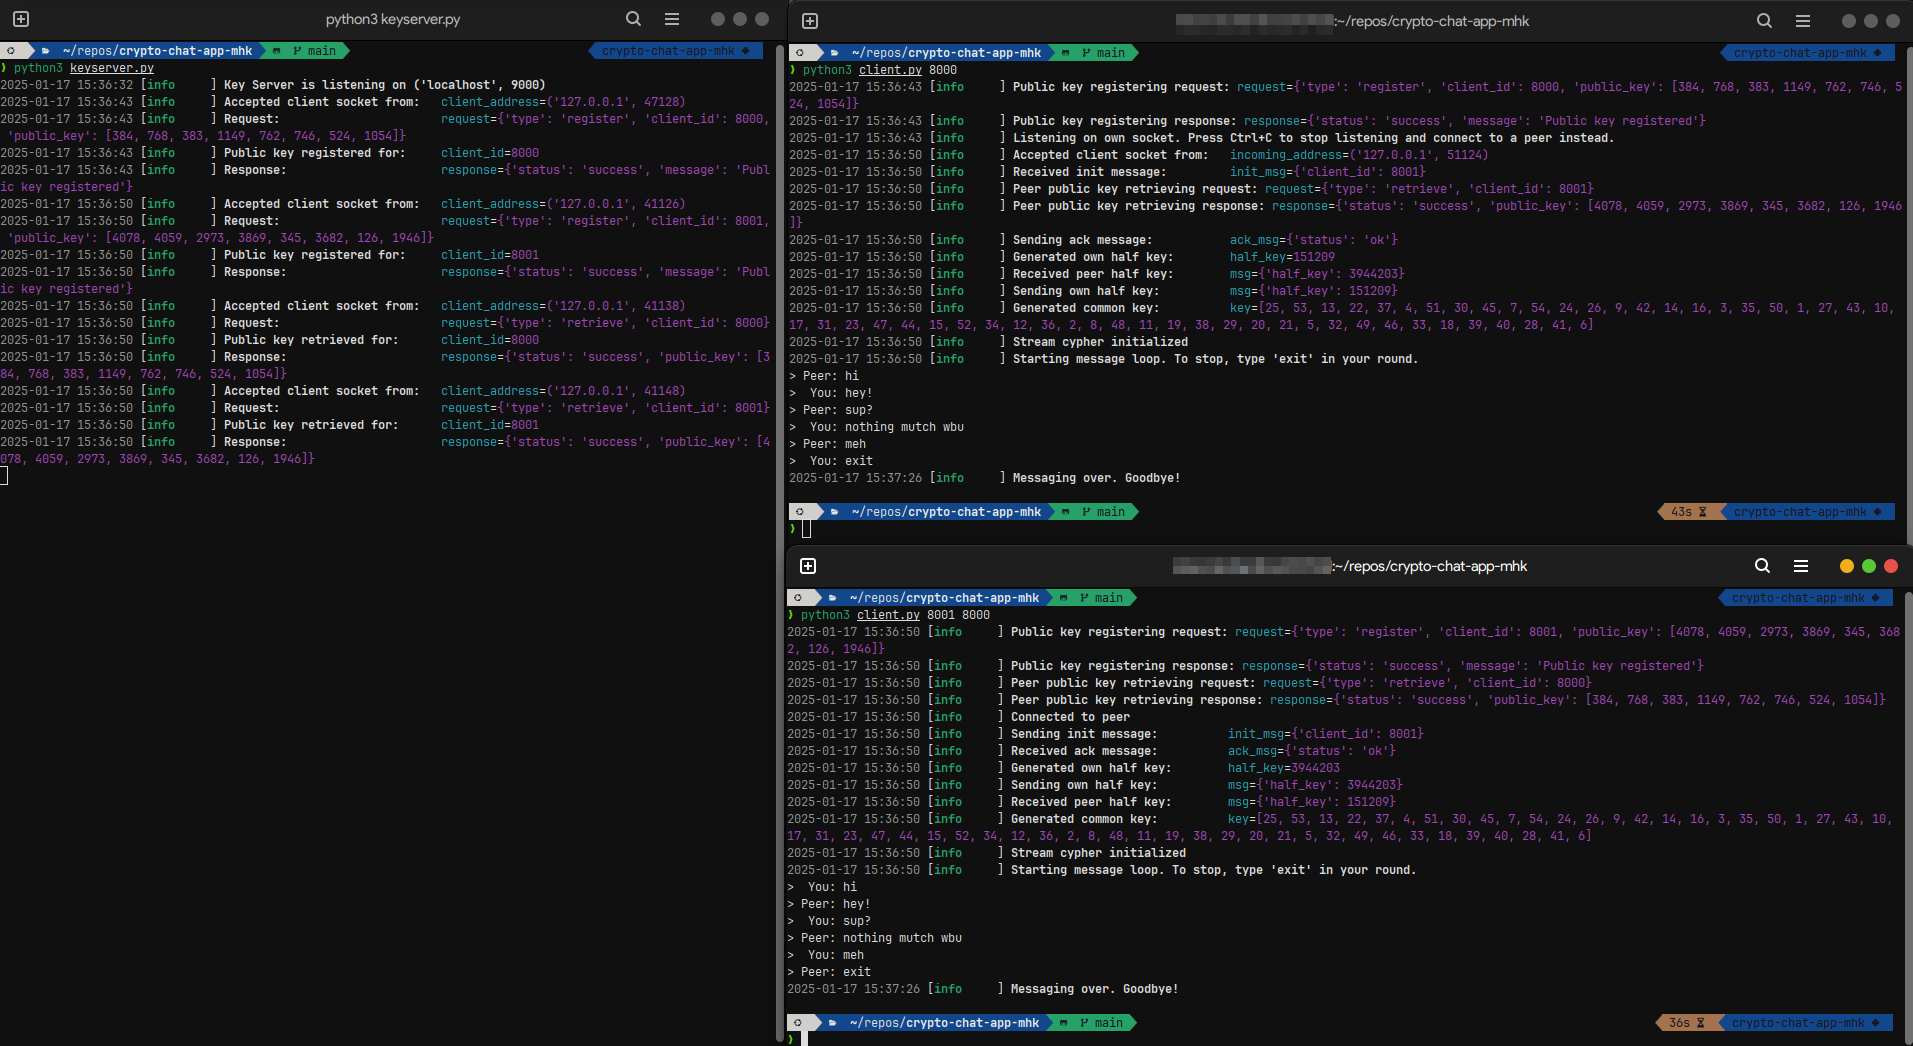 python3 keyserver.py
~/repos/crypto-chat-app-mhk main crypto-chat-app-mhk
❯ python3 keyserver.py
2025-01-17 15:36:32 [info     ] Key Server is listening on ('localhost', 9000)
2025-01-17 15:36:43 [info     ] Accepted client socket from:   client_address=('127.0.0.1', 47128)
2025-01-17 15:36:43 [info     ] Request:                       request={'type': 'register', 'client_id': 8000,
 'public_key': [384, 768, 383, 1149, 762, 746, 524, 1054]}
2025-01-17 15:36:43 [info     ] Public key registered for:     client_id=8000
2025-01-17 15:36:43 [info     ] Response:                      response={'status': 'success', 'message': 'Publ
ic key registered'}
2025-01-17 15:36:50 [info     ] Accepted client socket from:   client_address=('127.0.0.1', 41126)
2025-01-17 15:36:50 [info     ] Request:                       request={'type': 'register', 'client_id': 8001,
 'public_key': [4078, 4059, 2973, 3869, 345, 3682, 126, 1946]}
2025-01-17 15:36:50 [info     ] Public key registered for:     client_id=8001
2025-01-17 15:36:50 [info     ] Response:                      response={'status': 'success', 'message': 'Publ
ic key registered'}
2025-01-17 15:36:50 [info     ] Accepted client socket from:   client_address=('127.0.0.1', 41138)
2025-01-17 15:36:50 [info     ] Request:                       request={'type': 'retrieve', 'client_id': 8000}
2025-01-17 15:36:50 [info     ] Public key retrieved for:      client_id=8000
2025-01-17 15:36:50 [info     ] Response:                      response={'status': 'success', 'public_key': [3
84, 768, 383, 1149, 762, 746, 524, 1054]}
2025-01-17 15:36:50 [info     ] Accepted client socket from:   client_address=('127.0.0.1', 41148)
2025-01-17 15:36:50 [info     ] Request:                       request={'type': 'retrieve', 'client_id': 8001}
2025-01-17 15:36:50 [info     ] Public key retrieved for:      client_id=8001
2025-01-17 15:36:50 [info     ] Response:                      response={'status': 'success', 'public_key': [4
078, 4059, 2973, 3869, 345, 3682, 126, 1946]}
:~/repos/crypto-chat-app-mhk
~/repos/crypto-chat-app-mhk main crypto-chat-app-mhk
❯ python3 client.py 8000
2025-01-17 15:36:43 [info     ] Public key registering request: request={'type': 'register', 'client_id': 8000, 'public_key': [384, 768, 383, 1149, 762, 746, 5
24, 1054]}
2025-01-17 15:36:43 [info     ] Public key registering response: response={'status': 'success', 'message': 'Public key registered'}
2025-01-17 15:36:43 [info     ] Listening on own socket. Press Ctrl+C to stop listening and connect to a peer instead.
2025-01-17 15:36:50 [info     ] Accepted client socket from:   incoming_address=('127.0.0.1', 51124)
2025-01-17 15:36:50 [info     ] Received init message:         init_msg={'client_id': 8001}
2025-01-17 15:36:50 [info     ] Peer public key retrieving request: request={'type': 'retrieve', 'client_id': 8001}
2025-01-17 15:36:50 [info     ] Peer public key retrieving response: response={'status': 'success', 'public_key': [4078, 4059, 2973, 3869, 345, 3682, 126, 1946
]}
2025-01-17 15:36:50 [info     ] Sending ack message:           ack_msg={'status': 'ok'}
2025-01-17 15:36:50 [info     ] Generated own half key:        half_key=151209
2025-01-17 15:36:50 [info     ] Received peer half key:        msg={'half_key': 3944203}
2025-01-17 15:36:50 [info     ] Sending own half key:          msg={'half_key': 151209}
2025-01-17 15:36:50 [info     ] Generated common key:          key=[25, 53, 13, 22, 37, 4, 51, 30, 45, 7, 54, 24, 26, 9, 42, 14, 16, 3, 35, 50, 1, 27, 43, 10,
17, 31, 23, 47, 44, 15, 52, 34, 12, 36, 2, 8, 48, 11, 19, 38, 29, 20, 21, 5, 32, 49, 46, 33, 18, 39, 40, 28, 41, 6]
2025-01-17 15:36:50 [info     ] Stream cypher initialized
2025-01-17 15:36:50 [info     ] Starting message loop. To stop, type 'exit' in your round.
> Peer: hi
>  You: hey!
> Peer: sup?
>  You: nothing mutch wbu
> Peer: meh
>  You: exit
2025-01-17 15:37:26 [info     ] Messaging over. Goodbye!
~/repos/crypto-chat-app-mhk main 43s crypto-chat-app-mhk
❯
:~/repos/crypto-chat-app-mhk
~/repos/crypto-chat-app-mhk main crypto-chat-app-mhk
❯ python3 client.py 8001 8000
2025-01-17 15:36:50 [info     ] Public key registering request: request={'type': 'register', 'client_id': 8001, 'public_key': [4078, 4059, 2973, 3869, 345, 368
2, 126, 1946]}
2025-01-17 15:36:50 [info     ] Public key registering response: response={'status': 'success', 'message': 'Public key registered'}
2025-01-17 15:36:50 [info     ] Peer public key retrieving request: request={'type': 'retrieve', 'client_id': 8000}
2025-01-17 15:36:50 [info     ] Peer public key retrieving response: response={'status': 'success', 'public_key': [384, 768, 383, 1149, 762, 746, 524, 1054]}
2025-01-17 15:36:50 [info     ] Connected to peer
2025-01-17 15:36:50 [info     ] Sending init message:          init_msg={'client_id': 8001}
2025-01-17 15:36:50 [info     ] Received ack message:          ack_msg={'status': 'ok'}
2025-01-17 15:36:50 [info     ] Generated own half key:        half_key=3944203
2025-01-17 15:36:50 [info     ] Sending own half key:          msg={'half_key': 3944203}
2025-01-17 15:36:50 [info     ] Received peer half key:        msg={'half_key': 151209}
2025-01-17 15:36:50 [info     ] Generated common key:          key=[25, 53, 13, 22, 37, 4, 51, 30, 45, 7, 54, 24, 26, 9, 42, 14, 16, 3, 35, 50, 1, 27, 43, 10,
17, 31, 23, 47, 44, 15, 52, 34, 12, 36, 2, 8, 48, 11, 19, 38, 29, 20, 21, 5, 32, 49, 46, 33, 18, 39, 40, 28, 41, 6]
2025-01-17 15:36:50 [info     ] Stream cypher initialized
2025-01-17 15:36:50 [info     ] Starting message loop. To stop, type 'exit' in your round.
>  You: hi
> Peer: hey!
>  You: sup?
> Peer: nothing mutch wbu
>  You: meh
> Peer: exit
2025-01-17 15:37:26 [info     ] Messaging over. Goodbye!
~/repos/crypto-chat-app-mhk main 36s crypto-chat-app-mhk
❯